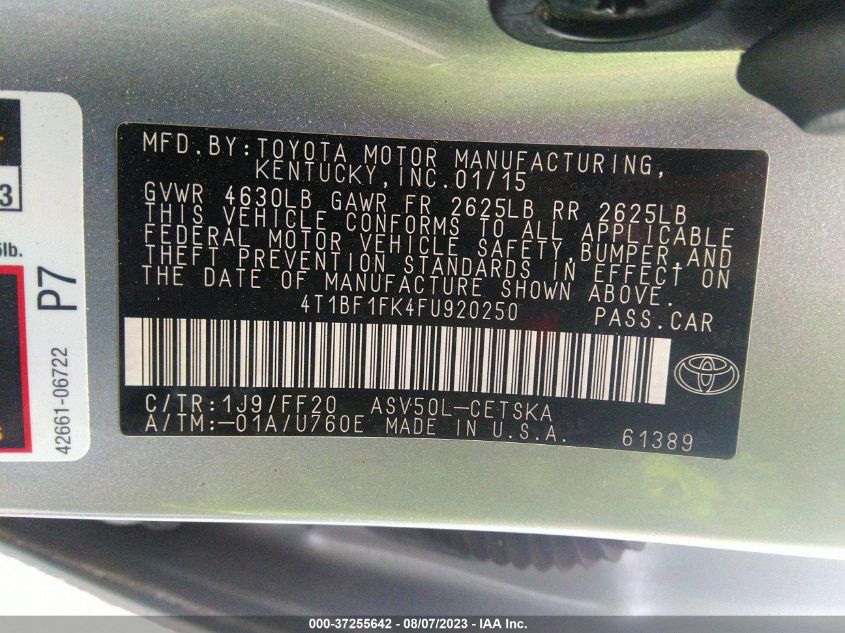 MFD.BY:TOYOTA MOTOR MANUFACTURING,
KENTUCKY,INC.01/15
GVWR 4630LB GAWR FR 2625LB RR 2625LB
THIS VEHICLE CONFORMS TO ALL APPLICABLE
FEDERAL MOTOR VEHICLE SAFETY,BUMPER,AND
THEFT PREVENTION STANDARDS IN EFFECT ON
THE DATE OF MANUFACTURE SHOWN ABOVE.
4T1BF1FK4FU920250 PASS.CAR
C/TR:1J9/FF20 ASV50L-CETSKA
A/TM:-01A/U760E MADE IN U.S.A. 61389
3
lb.
P7
42661-06722
000-37255642 / 08/07/2023 - IAA Inc.